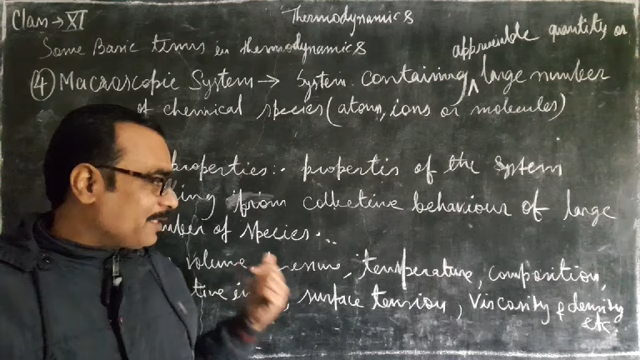 Class → XI
Thermodynamics
Some Basic terms in thermodynamics
appreciable quantity or
④ Macroscopic System → System containing ∧ large number
of chemical species (atoms, ions or molecules)
properties:- propertis of the system
from collective behaviour of large
of species...
volume, temperature, composition,
surface tension, viscosity & density
etc.